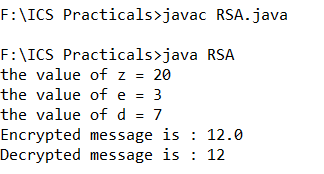 F:\ICS Practicals>javac RSA.java
F:\ICS Practicals>java RSA
the value of z = 20
the value of e = 3
the value of d = 7
Encrypted message is : 12.0
Decrypted message is : 12